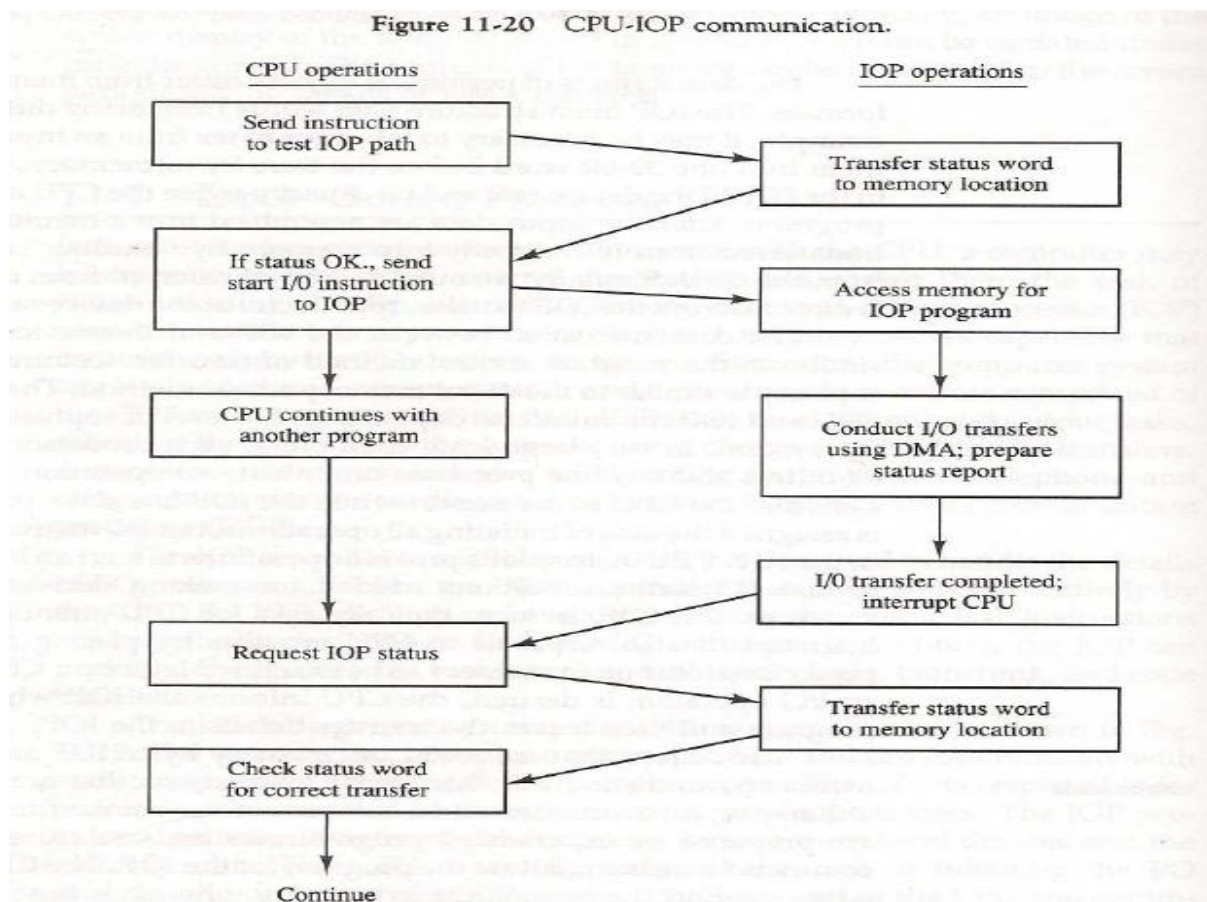 Figure 11-20 CPU-IOP communication.
CPU operations
IOP operations
Send instruction
to test IOP path
Transfer status word
to memory location
If status OK., send
start I/0 instruction
to IOP
Access memory for
IOP program
CPU continues with
another program
Conduct I/O transfers
using DMA; prepare
status report
I/0 transfer completed;
interrupt CPU
Request IOP status
Transfer status word
to memory location
Check status word
for correct transfer
Continue